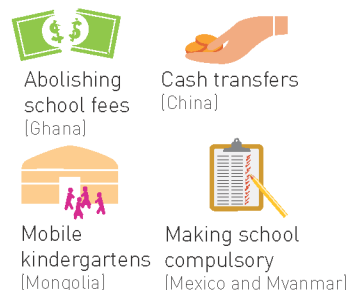 Abolishing
school fees
(Ghana)
Cash transfers
(China)
Mobile
kindergartens
(Mongolia)
Making school
compulsory
(Mexico and Myanmar)